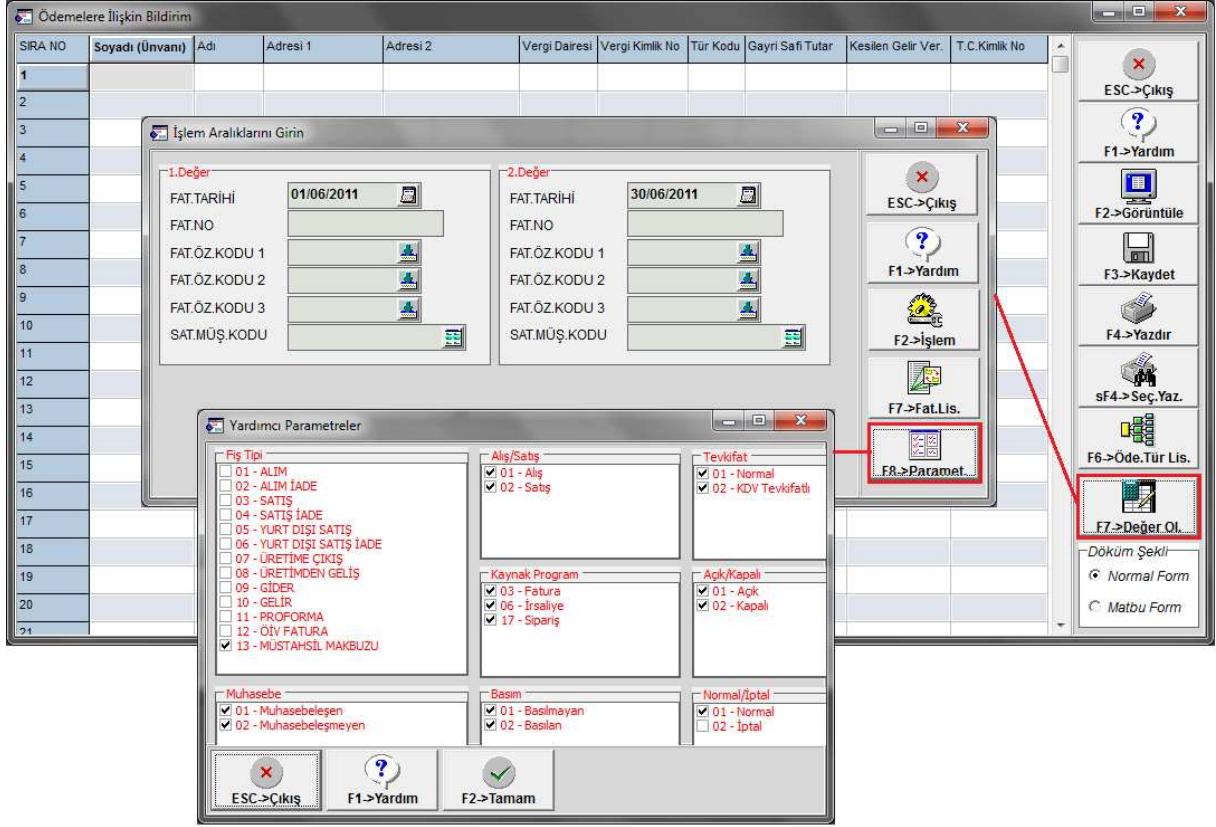 Ödemelere İlişkin Bildirim
SIRA NO Soyadı (Ünvanı) Adı Adresi 1 Adresi 2 Vergi Dairesi Vergi Kimlik No Tür Kodu Gayri Safi Tutar Kesilen Gelir Ver. T.C.Kimlik No
1
2
3
4
5
6
7
8
9
10
11
12
13
14
15
16
17
18
19
20
21
ESC->Çıkış
F1->Yardım
F2->Görüntüle
F3->Kaydet
F4->Yazdır
sF4->Seç.Yaz.
F6->Öde.Tür Lis.
F7->Değer Ol.
Döküm Şekli
Normal Form
Matbu Form
İşlem Aralıklarını Girin
1.Değer
FAT.TARİHİ 01/06/2011
FAT.NO
FAT.ÖZ.KODU 1
FAT.ÖZ.KODU 2
FAT.ÖZ.KODU 3
SAT.MÜŞ.KODU
2.Değer
FAT.TARİHİ 30/06/2011
FAT.NO
FAT.ÖZ.KODU 1
FAT.ÖZ.KODU 2
FAT.ÖZ.KODU 3
SAT.MÜŞ.KODU
ESC->Çıkış
F1->Yardım
F2->İşlem
F7->Fat.Lis.
F8->Paramet.
Yardımcı Parametreler
Fiş Tipi
01 - ALIM
02 - ALIM İADE
03 - SATIŞ
04 - SATIŞ İADE
05 - YURT DIŞI SATIŞ
06 - YURT DIŞI SATIŞ İADE
07 - ÜRETİME ÇIKIŞ
08 - ÜRETİMDEN GELİŞ
09 - GİDER
10 - GELİR
11 - PROFORMA
12 - ÖİV FATURA
13 - MÜSTAHSİL MAKBUZU
Alış/Satış
01 - Alış
02 - Satış
Tevkifat
01 - Normal
02 - KDV Tevkifatlı
Kaynak Program
03 - Fatura
06 - İrsaliye
17 - Sipariş
Açık/Kapalı
01 - Açık
02 - Kapalı
Muhasebe
01 - Muhasebeleşen
02 - Muhasebeleşmeyen
Basım
01 - Basılmayan
02 - Basılan
Normal/İptal
01 - Normal
02 - İptal
ESC->Çıkış
F1->Yardım
F2->Tamam